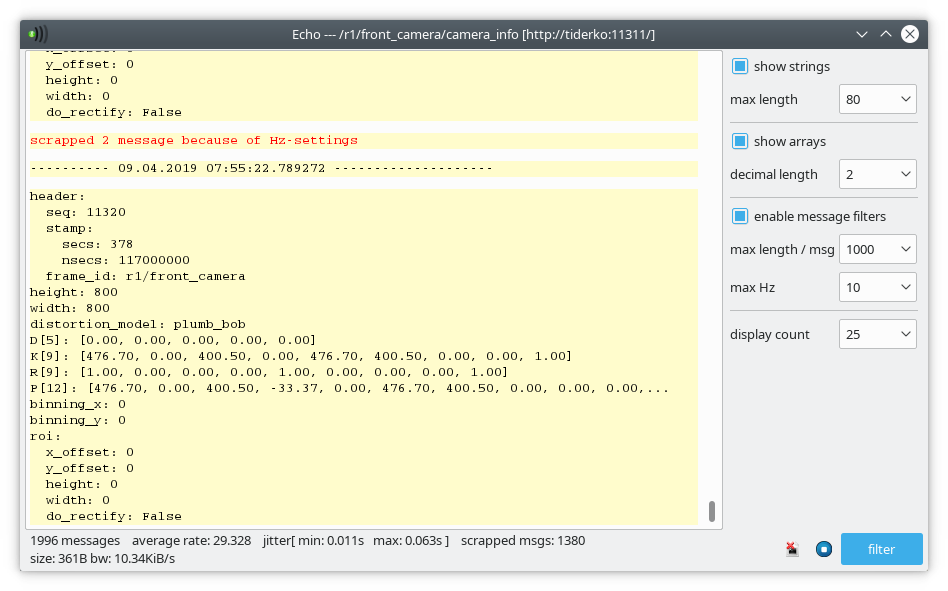 Echo --- /r1/front_camera/camera_info [http://tiderko:11311/]
x_offset: 0
y_offset: 0
height: 0
width: 0
do_rectify: False
scrapped 2 message because of Hz-settings
---------- 09.04.2019 07:55:22.789272 --------------------
header:
seq: 11320
stamp:
secs: 378
nsecs: 117000000
frame_id: r1/front_camera
height: 800
width: 800
distortion_model: plumb_bob
D[5]: [0.00, 0.00, 0.00, 0.00, 0.00]
K[9]: [476.70, 0.00, 400.50, 0.00, 476.70, 400.50, 0.00, 0.00, 1.00]
R[9]: [1.00, 0.00, 0.00, 0.00, 1.00, 0.00, 0.00, 0.00, 1.00]
P[12]: [476.70, 0.00, 400.50, -33.37, 0.00, 476.70, 400.50, 0.00, 0.00, 0.00,...
binning_x: 0
binning_y: 0
roi:
x_offset: 0
y_offset: 0
height: 0
width: 0
do_rectify: False
show strings
max length 80
show arrays
decimal length 2
enable message filters
max length / msg 1000
max Hz 10
display count 25
1996 messages average rate: 29.328 jitter[ min: 0.011s max: 0.063s ] scrapped msgs: 1380
size: 361B bw: 10.34KiB/s
filter